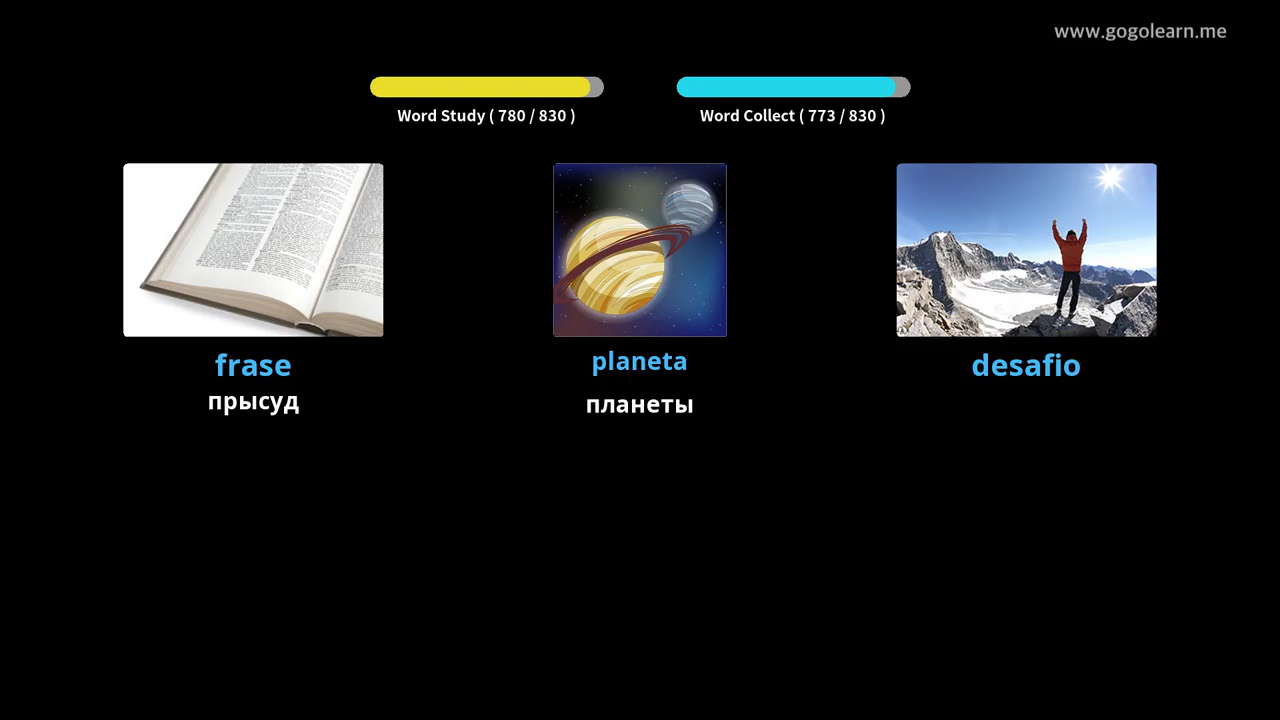 www.gogolearn.me
Word Study ( 780 / 830 )
Word Collect ( 773 / 830 )
frase
прысуд
planeta
планеты
desafio